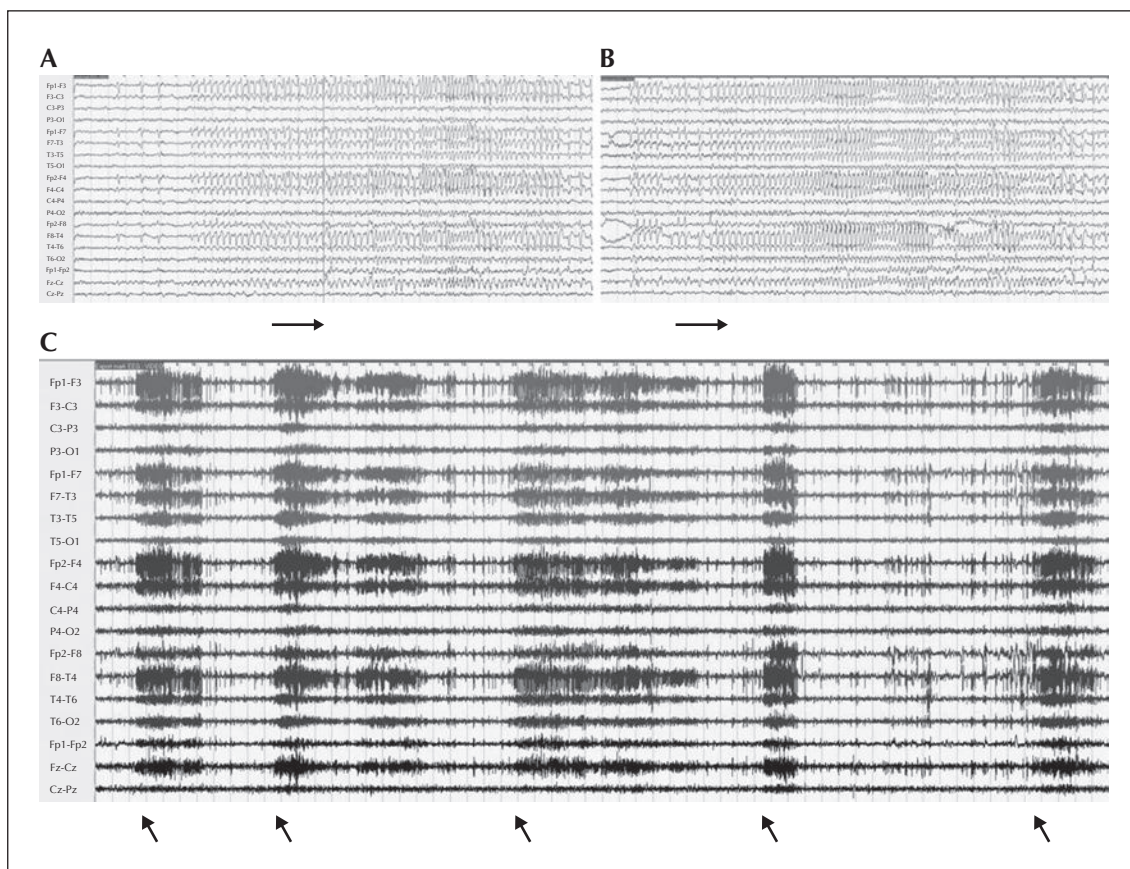 A
Fp1-F3
F3-C3
C3-P3
P3-O1
Fp1-F7
F7-T3
T3-T5
T5-O1
Fp2-F4
F4-C4
C4-P4
P4-O2
Fp2-F8
F8-T4
T4-T6
T6-O2
Fp1-Fp2
Fz-Cz
Cz-Pz
B
C
Fp1-F3
F3-C3
C3-P3
P3-O1
Fp1-F7
F7-T3
T3-T5
T5-O1
Fp2-F4
F4-C4
C4-P4
P4-O2
Fp2-F8
F8-T4
T4-T6
T6-O2
Fp1-Fp2
Fz-Cz
Cz-Pz